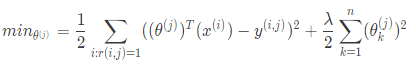 min_{θ^{(j)}} = \frac{1}{2} \sum_{i:r(i,j)=1} ((θ^{(j)})^T (x^{(i)}) − y^{(i,j)})^2 + \frac{λ}{2} \sum_{k=1}^{n} (θ_k^{(j)})^2